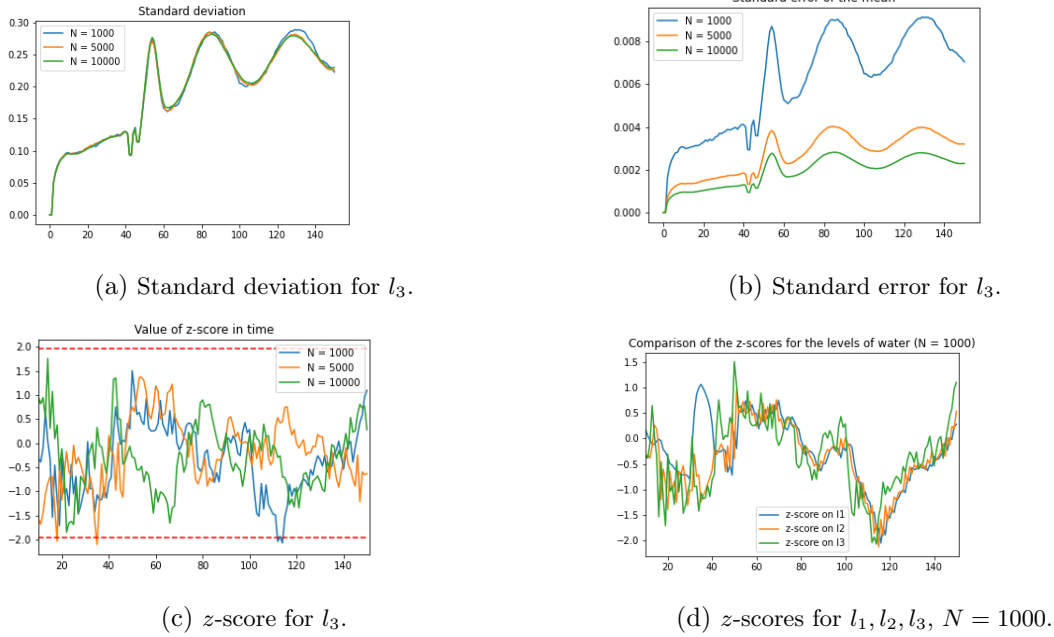 Standard deviation
N = 1000
N = 5000
N = 10000
0.30
0.25
0.20
0.15
0.10
0.05
0.00
0 20 40 60 80 100 120 140
(a) Standard deviation for l₃.
Standard error of the mean
N = 1000
N = 5000
N = 10000
0.008
0.006
0.004
0.002
0.000
0 20 40 60 80 100 120 140
(b) Standard error for l₃.
Value of z-score in time
N = 1000
N = 5000
N = 10000
2.0
1.5
1.0
0.5
0.0
−0.5
−1.0
−1.5
−2.0
20 40 60 80 100 120 140
(c) z-score for l₃.
Comparison of the z-scores for the levels of water (N = 1000)
1.5
1.0
0.5
0.0
−0.5
−1.0
−1.5
−2.0
z-score on l1
z-score on l2
z-score on l3
20 40 60 80 100 120 140
(d) z-scores for l₁, l₂, l₃, N = 1000.